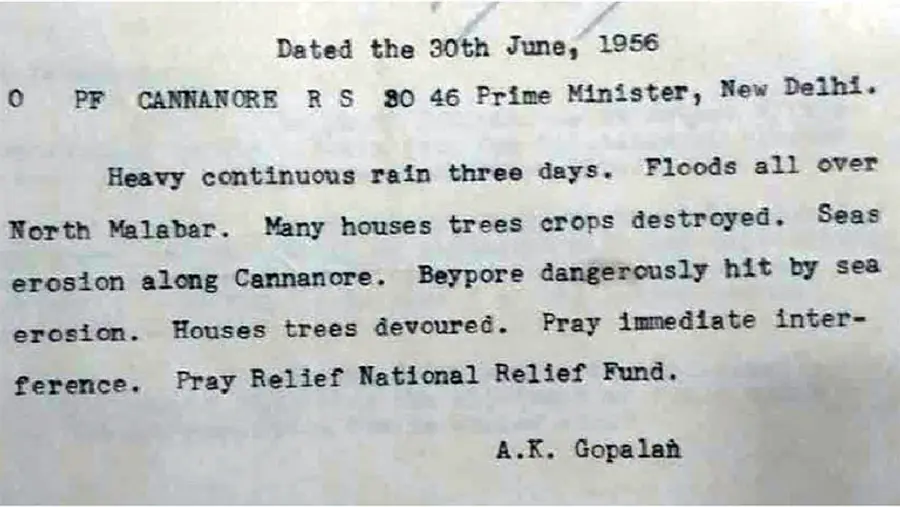 Dated the 30th June, 1956
O PF CANNANORE R S 30 46 Prime Minister, New Delhi.
Heavy continuous rain three days. Floods all over
North Malabar. Many houses trees crops destroyed. Seas
erosion along Cannanore. Beypore dangerously hit by sea
erosion. Houses trees devoured. Pray immediate inter-
ference. Pray Relief National Relief Fund.
A.K. Gopalan